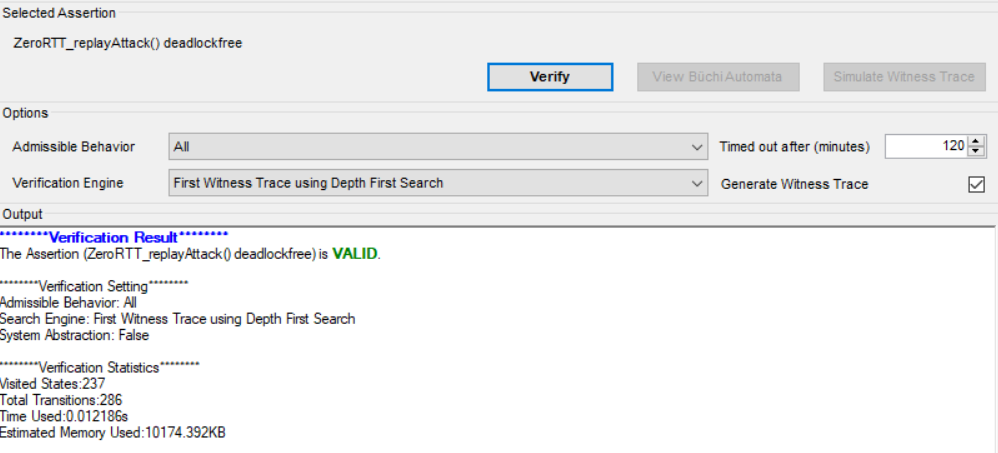 Selected Assertion
ZeroRTT_replayAttack() deadlockfree
Verify View Büchi Automata Simulate Witness Trace
Options
Admissible Behavior All Timed out after (minutes) 120
Verification Engine First Witness Trace using Depth First Search Generate Witness Trace
Output
********Verification Result********
The Assertion (ZeroRTT_replayAttack() deadlockfree) is VALID.
********Verification Setting********
Admissible Behavior: All
Search Engine: First Witness Trace using Depth First Search
System Abstraction: False
********Verification Statistics********
Visited States:237
Total Transitions:286
Time Used:0.012186s
Estimated Memory Used:10174.392KB